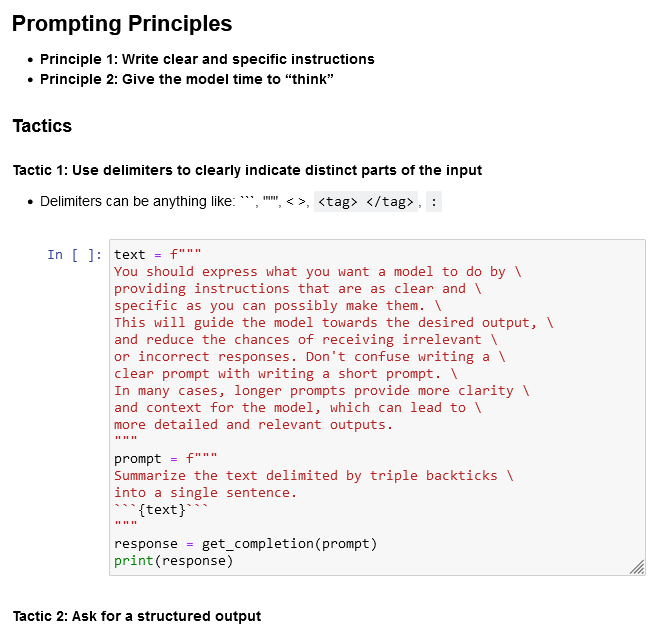 Prompting Principles
• Principle 1: Write clear and specific instructions
• Principle 2: Give the model time to “think”
Tactics
Tactic 1: Use delimiters to clearly indicate distinct parts of the input
• Delimiters can be anything like: ```, """, < >, <tag> </tag>, :
In [ ]: text = f"""
You should express what you want a model to do by \
providing instructions that are as clear and \
specific as you can possibly make them. \
This will guide the model towards the desired output, \
and reduce the chances of receiving irrelevant \
or incorrect responses. Don't confuse writing a \
clear prompt with writing a short prompt. \
In many cases, longer prompts provide more clarity \
and context for the model, which can lead to \
more detailed and relevant outputs.
"""
prompt = f"""
Summarize the text delimited by triple backticks \
into a single sentence.
```{text}```
"""
response = get_completion(prompt)
print(response)
Tactic 2: Ask for a structured output